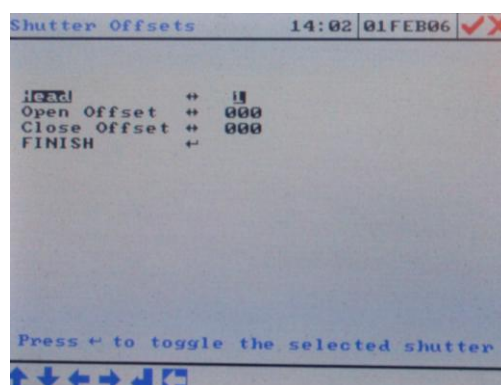 Shutter Offsets 14:02 01FEB06
Head ↔ 1
Open Offset ↔ 000
Close Offset ↔ 000
FINISH ↵
Press ↵ to toggle the selected shutter